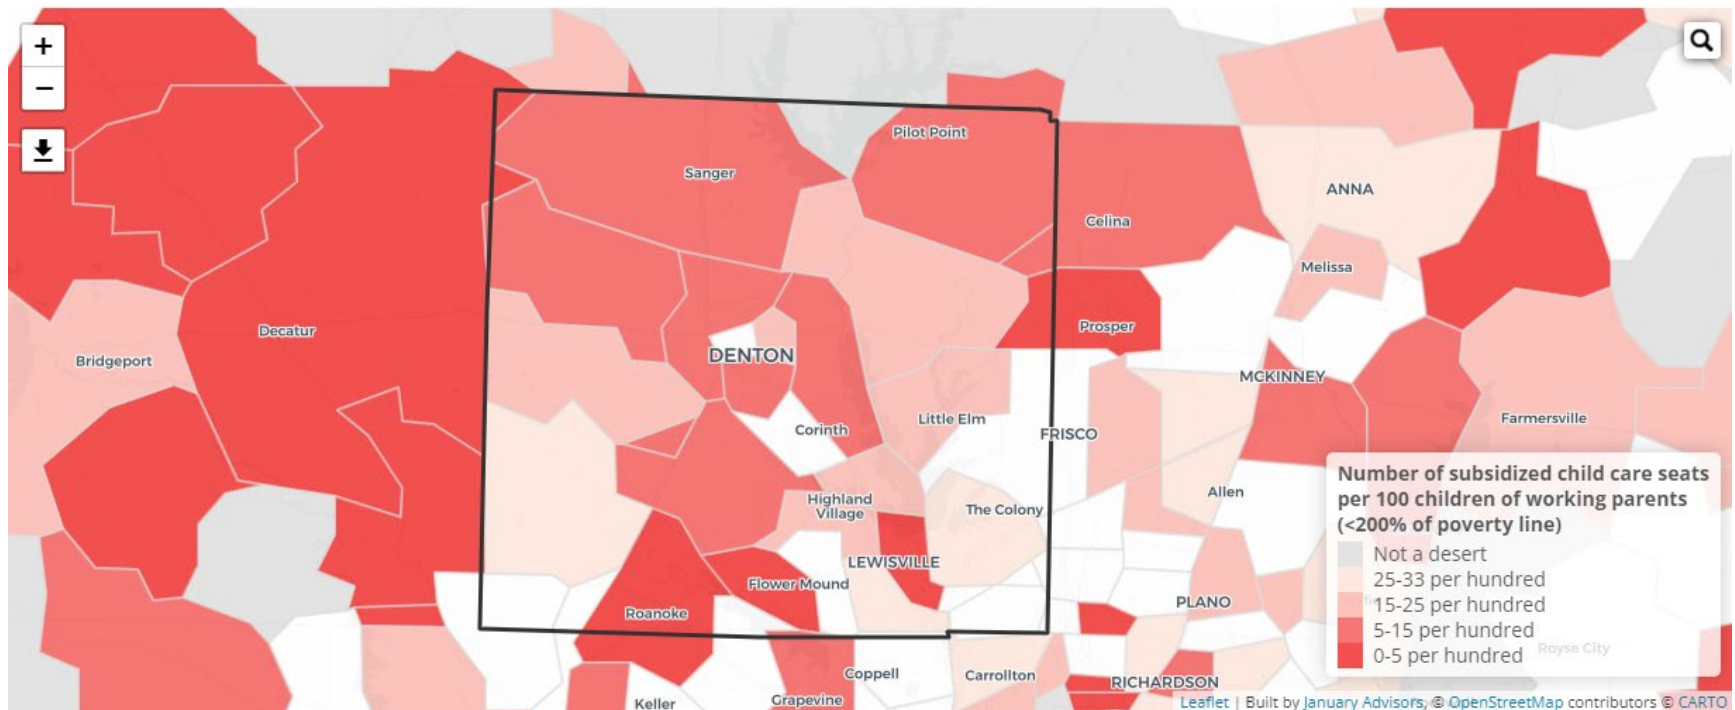 +
−
Pilot Point
Sanger
ANNA
Celina
Melissa
Decatur
Prosper
Bridgeport
DENTON
MCKINNEY
Little Elm
Farmersville
Corinth
FRISCO
Highland
Village
The Colony
Allen
LEWISVILLE
Flower Mound
PLANO
Roanoke
Coppell
Carrollton
RICHARDSON
Keller
Grapevine
Number of subsidized child care seats
per 100 children of working parents
(<200% of poverty line)
Not a desert
25-33 per hundred
15-25 per hundred
5-15 per hundred
0-5 per hundred
Royse City
Leaflet | Built by January Advisors, © OpenStreetMap contributors © CARTO